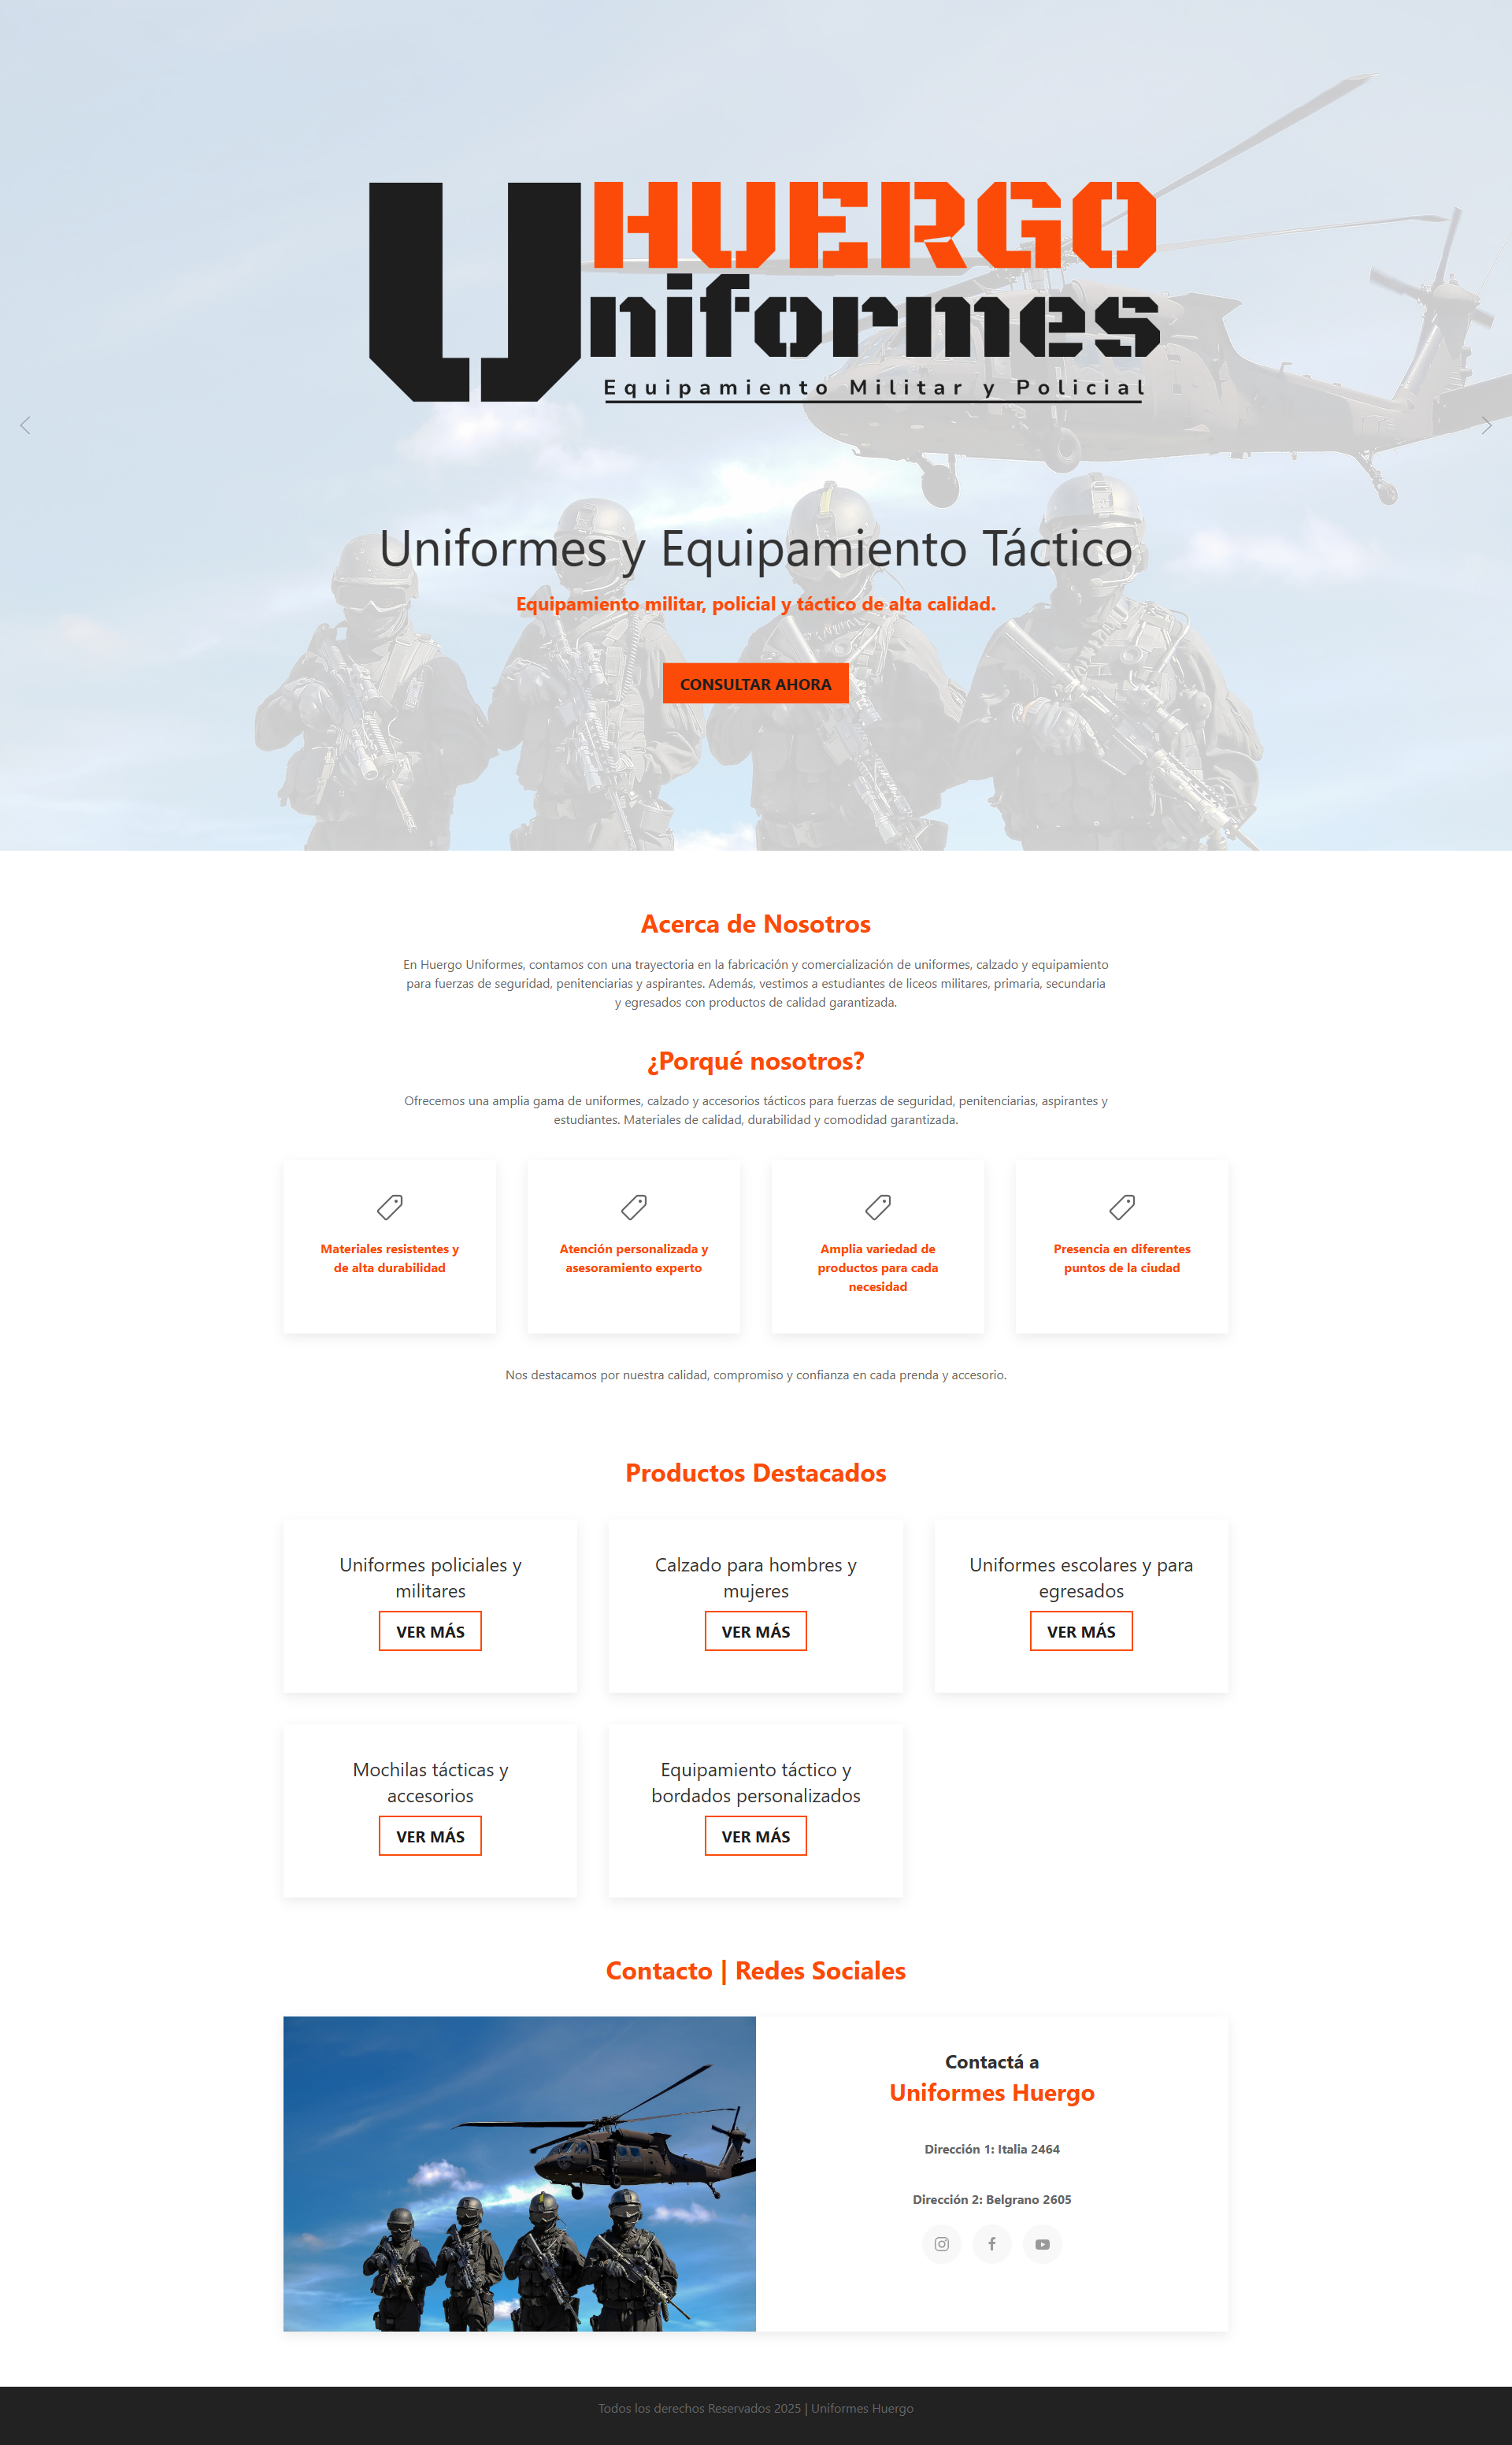 HUERGO
Uniformes
Equipamiento Militar y Policial
Uniformes y Equipamiento Táctico
Equipamiento militar, policial y táctico de alta calidad.
CONSULTAR AHORA
Acerca de Nosotros
En Huergo Uniformes, contamos con una trayectoria en la fabricación y comercialización de uniformes, calzado y equipamiento
para fuerzas de seguridad, penitenciarias y aspirantes. Además, vestimos a estudiantes de liceos militares, primaria, secundaria
y egresados con productos de calidad garantizada.
¿Porqué nosotros?
Ofrecemos una amplia gama de uniformes, calzado y accesorios tácticos para fuerzas de seguridad, penitenciarias, aspirantes y
estudiantes. Materiales de calidad, durabilidad y comodidad garantizada.
Materiales resistentes y
de alta durabilidad
Atención personalizada y
asesoramiento experto
Amplia variedad de
productos para cada
necesidad
Presencia en diferentes
puntos de la ciudad
Nos destacamos por nuestra calidad, compromiso y confianza en cada prenda y accesorio.
Productos Destacados
Uniformes policiales y
militares
VER MÁS
Calzado para hombres y
mujeres
VER MÁS
Uniformes escolares y para
egresados
VER MÁS
Mochilas tácticas y
accesorios
VER MÁS
Equipamiento táctico y
bordados personalizados
VER MÁS
Contacto | Redes Sociales
Contactá a
Uniformes Huergo
Dirección 1: Italia 2464
Dirección 2: Belgrano 2605
Todos los derechos Reservados 2025 | Uniformes Huergo